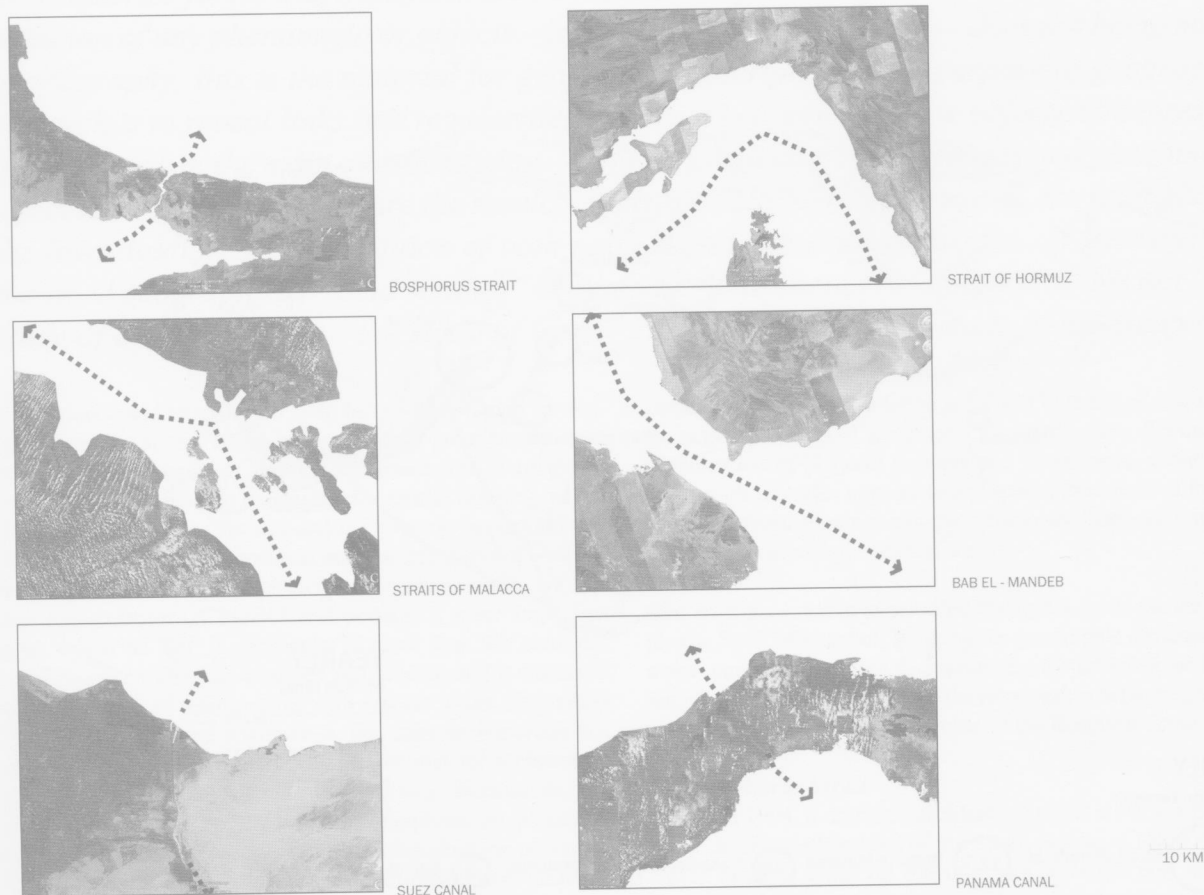 BOSPHORUS STRAIT
STRAIT OF HORMUZ
STRAITS OF MALACCA
BAB EL - MANDEB
SUEZ CANAL
PANAMA CANAL
10 KM